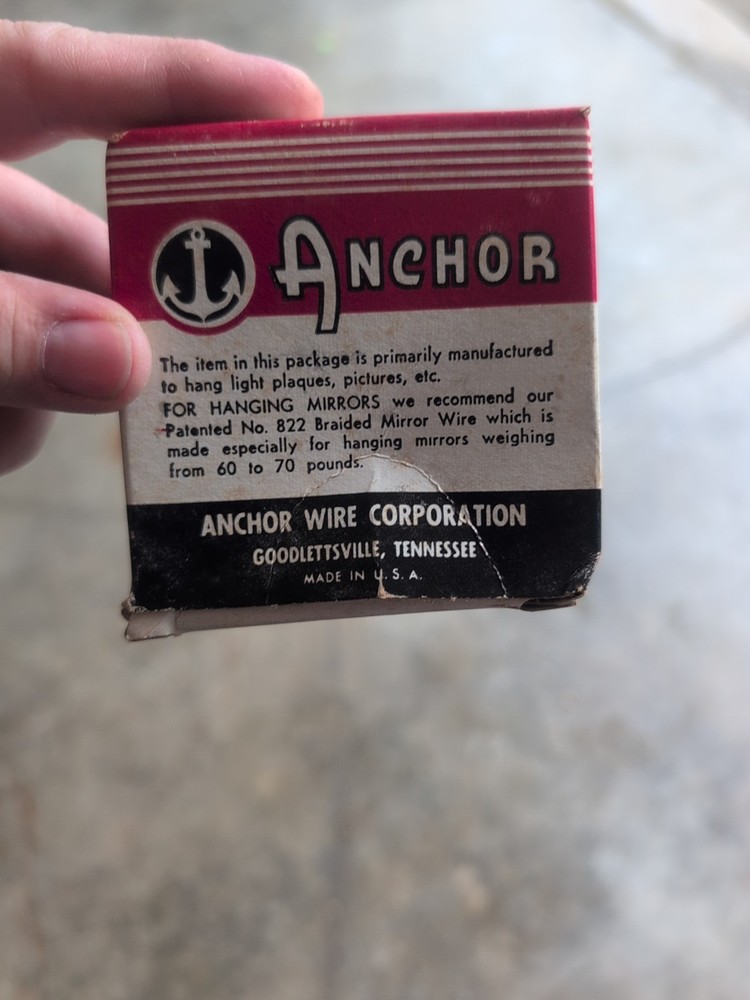 ANCHOR
The item in this package is primarily manufactured
to hang light plaques, pictures, etc.
FOR HANGING MIRRORS we recommend our
Patented No. 822 Braided Mirror Wire which is
made especially for hanging mirrors weighing
from 60 to 70 pounds.
ANCHOR WIRE CORPORATION
GOODLETTSVILLE, TENNESSEE
MADE IN U.S.A.